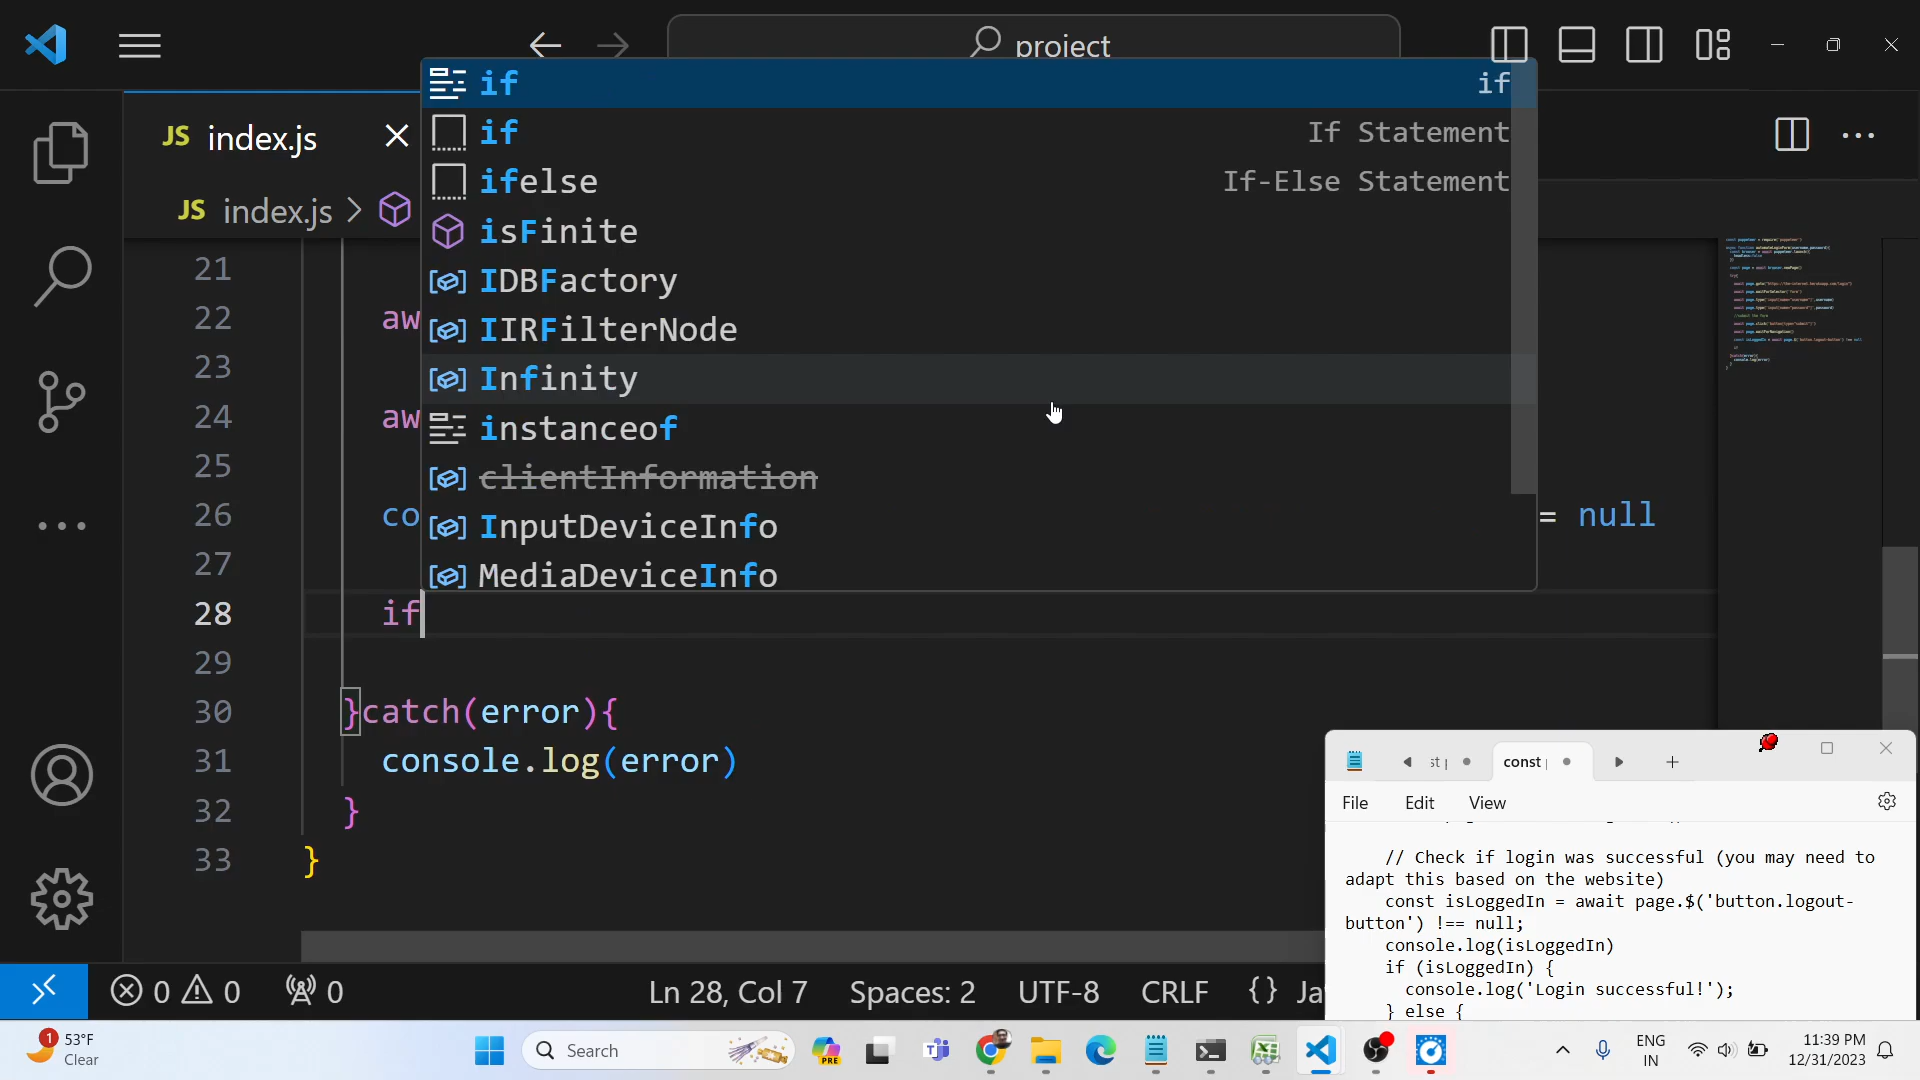 project
JS index.js
JS index.js >
if if
if If Statement
ifelse If-Else Statement
isFinite
IDBFactory
IIRFilterNode
Infinity
instanceof
clientInformation
InputDeviceInfo
MediaDeviceInfo
21
22 aw
23
24 aw
25
26 co = null
27
28 if
29
30 }catch(error){
31 console.log(error)
32 }
33 }
const
File Edit View
// Check if login was successful (you may need to
adapt this based on the website)
const isLoggedIn = await page.$('button.logout-
button') !== null;
console.log(isLoggedIn)
if (isLoggedIn) {
console.log('Login successful!');
} else {
0 0 0 Ln 28, Col 7 Spaces: 2 UTF-8 CRLF {} Ja
1 53°F
Clear
Search
PRE
ENG
IN
11:39 PM
12/31/2023